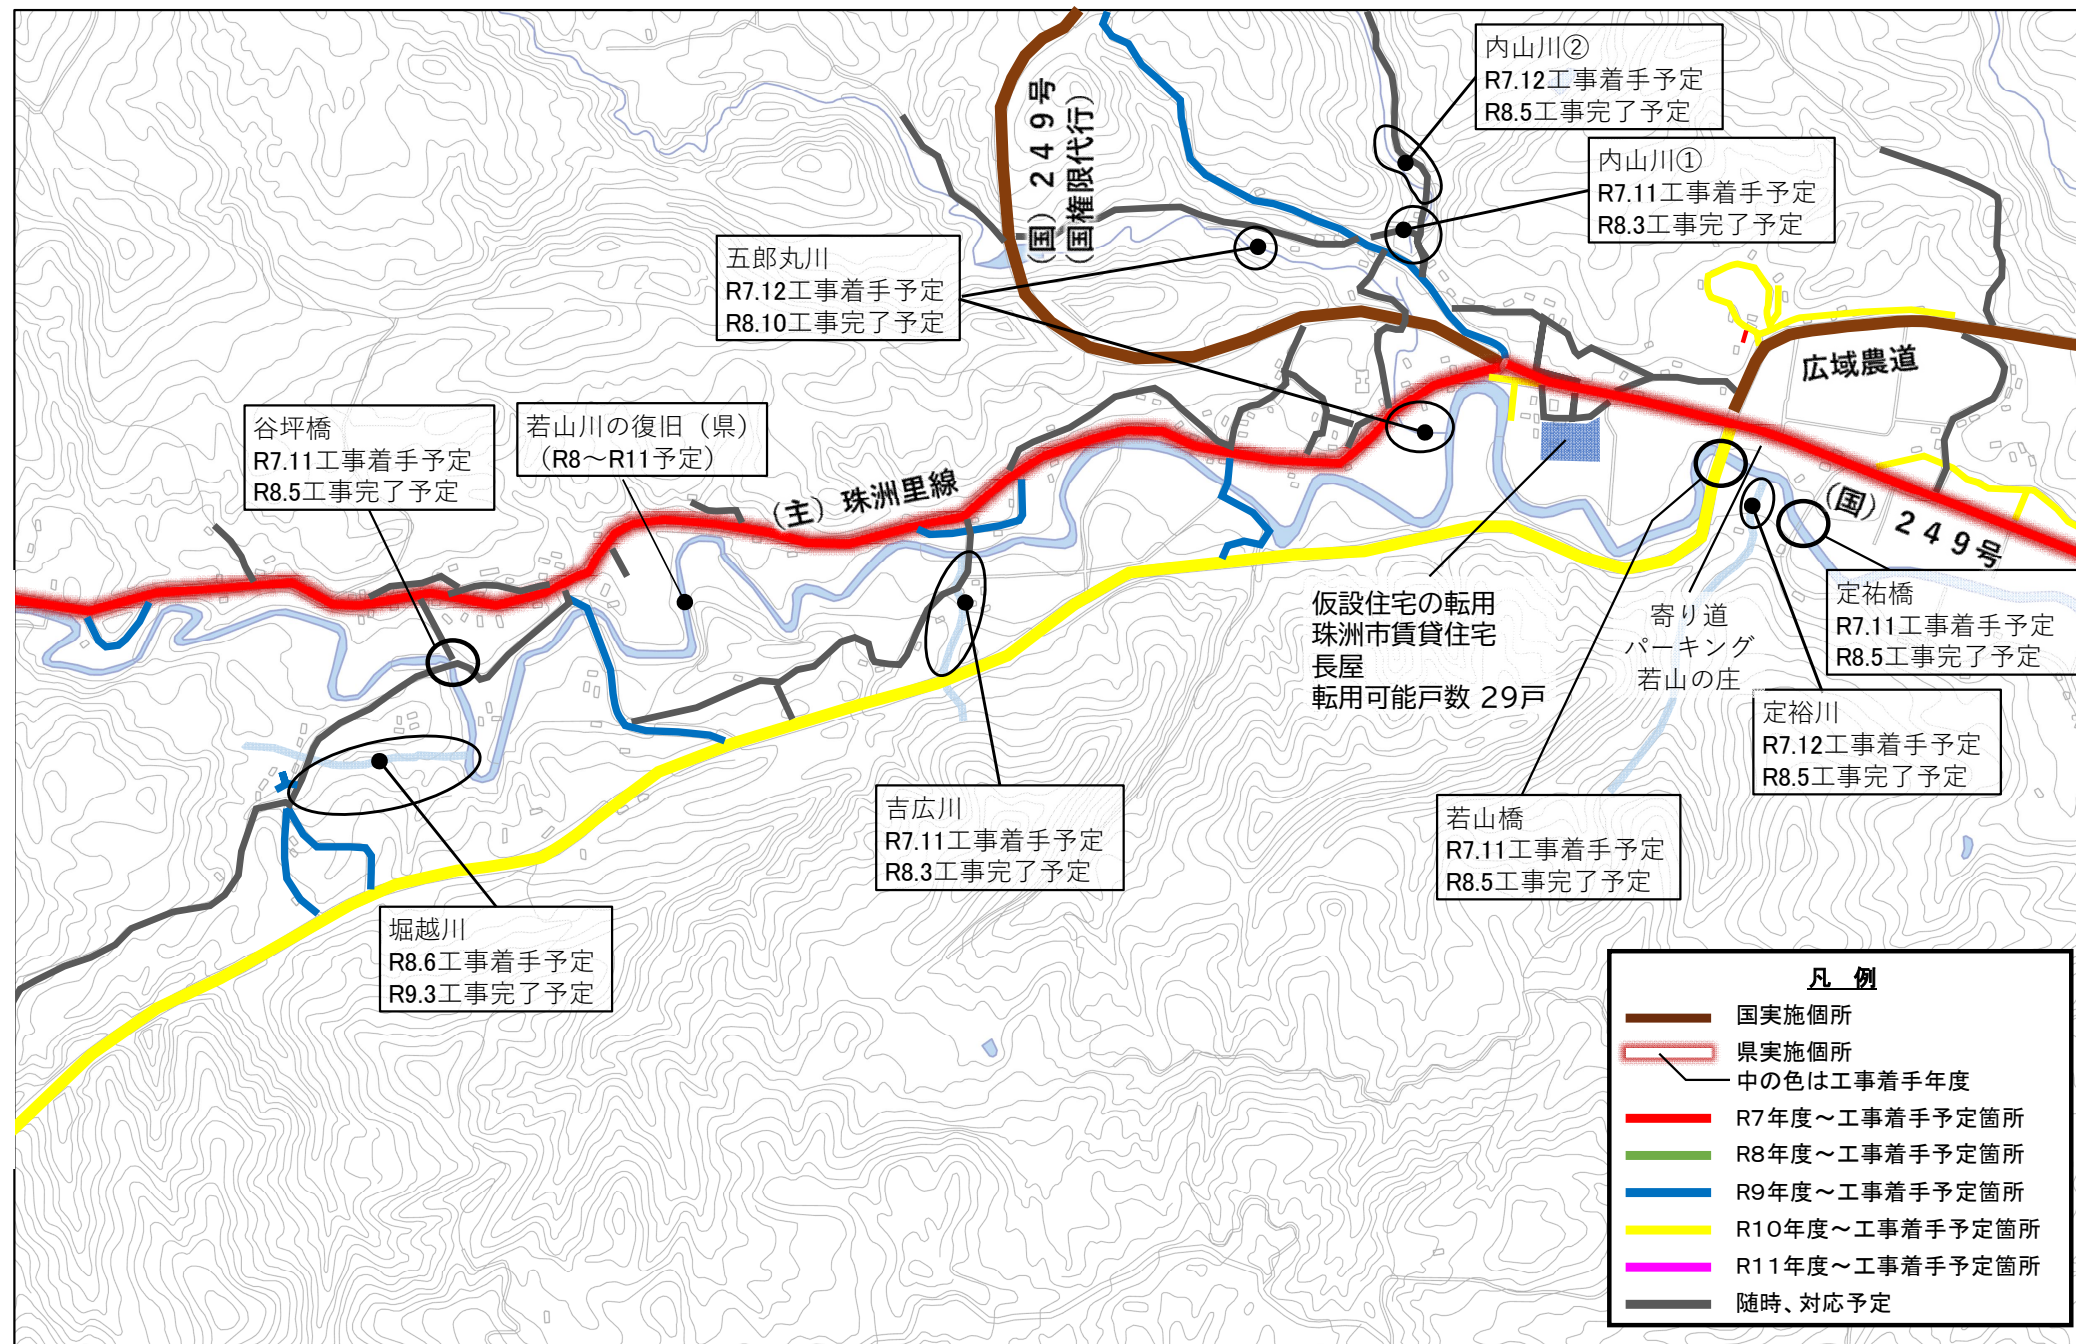 内山川②
R7.12工事着手予定
R8.5工事完了予定
内山川①
R7.11工事着手予定
R8.3工事完了予定
(国)249号
(国権限代行)
五郎丸川
R7.12工事着手予定
R8.10工事完了予定
広域農道
谷坪橋
R7.11工事着手予定
R8.5工事完了予定
若山川の復旧（県）
（R8～R11予定）
(主)珠洲里線
(国)249号
仮設住宅の転用
珠洲市賃貸住宅
長屋
転用可能戸数 29戸
寄り道
パーキング
若山の庄
定祐橋
R7.11工事着手予定
R8.5工事完了予定
定裕川
R7.12工事着手予定
R8.5工事完了予定
吉広川
R7.11工事着手予定
R8.3工事完了予定
若山橋
R7.11工事着手予定
R8.5工事完了予定
堀越川
R8.6工事着手予定
R9.3工事完了予定
凡 例
国実施個所
県実施個所
中の色は工事着手年度
R7年度～工事着手予定箇所
R8年度～工事着手予定箇所
R9年度～工事着手予定箇所
R10年度～工事着手予定箇所
R11年度～工事着手予定箇所
随時、対応予定